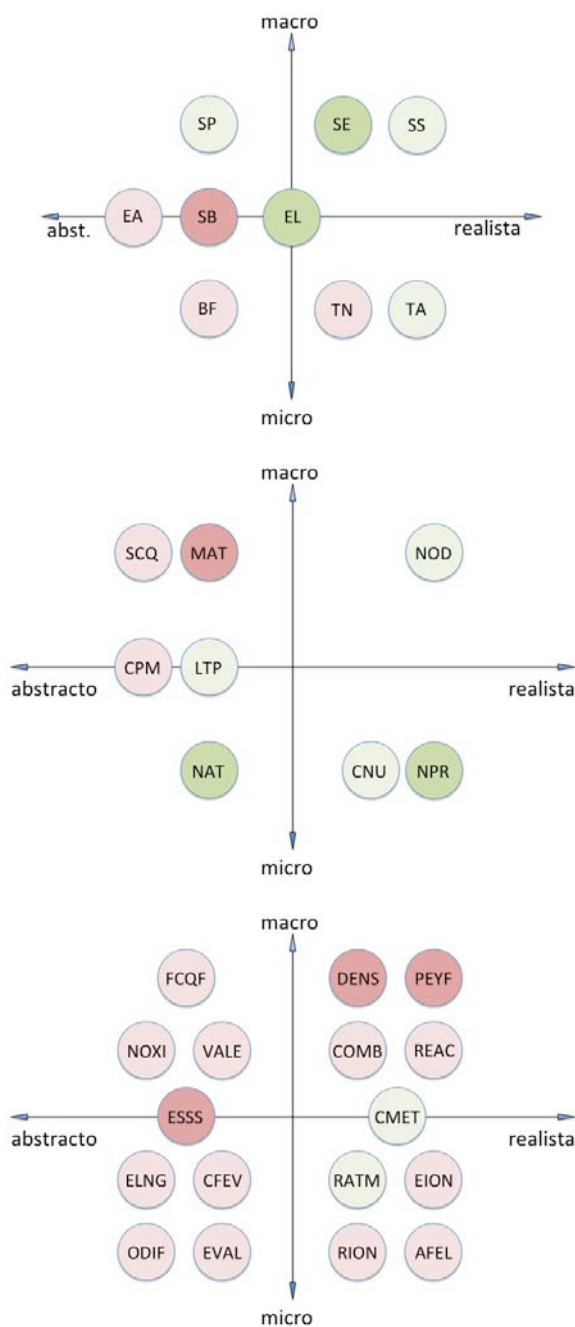 macro
SP SE SS
EA SB EL
abst. realista
BF TN TA
micro
macro
SCQ MAT NOD
CPM LTP
abstracto realista
NAT CNU NPR
micro
macro
FCQF DENS PEYF
NOXI VALE COMB REAC
ESSS CMET
abstracto realista
ELNG CFEV RATM EION
ODIF EVAL RION AFEL
micro